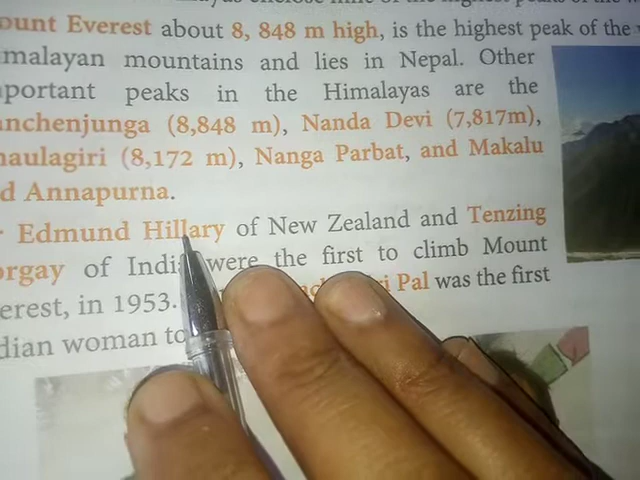 ount Everest about 8, 848 m high, is the highest peak of the
malayan mountains and lies in Nepal. Other
portant peaks in the Himalayas are the
nchenjunga (8,848 m), Nanda Devi (7,817m),
haulagiri (8,172 m), Nanga Parbat, and Makalu
d Annapurna.
Edmund Hillary of New Zealand and Tenzing
orgay of Indi were the first to climb Mount
erest, in 1953. Pal was the first
dian woman to